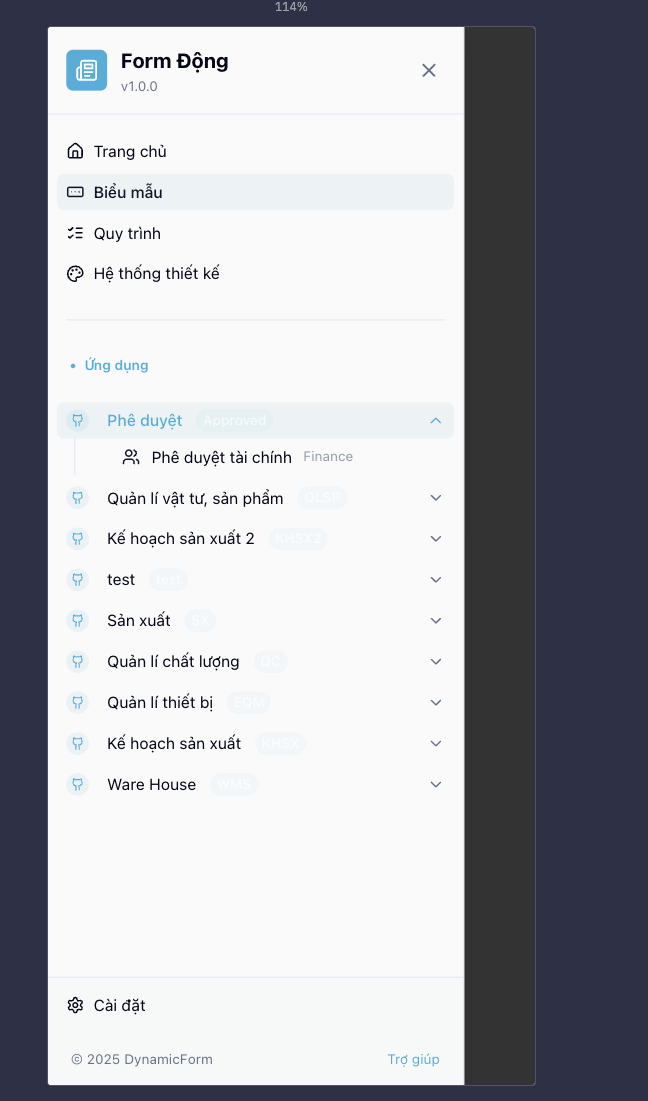 114%
Form Động
v1.0.0
Trang chủ
Biểu mẫu
Quy trình
Hệ thống thiết kế
• Ứng dụng
Phê duyệt Approved
Phê duyệt tài chính Finance
Quản lí vật tư, sản phẩm QLSP
Kế hoạch sản xuất 2 KHSX2
test test
Sản xuất SX
Quản lí chất lượng QC
Quản lí thiết bị EQM
Kế hoạch sản xuất KHSX
Ware House WMS
Cài đặt
© 2025 DynamicForm Trợ giúp